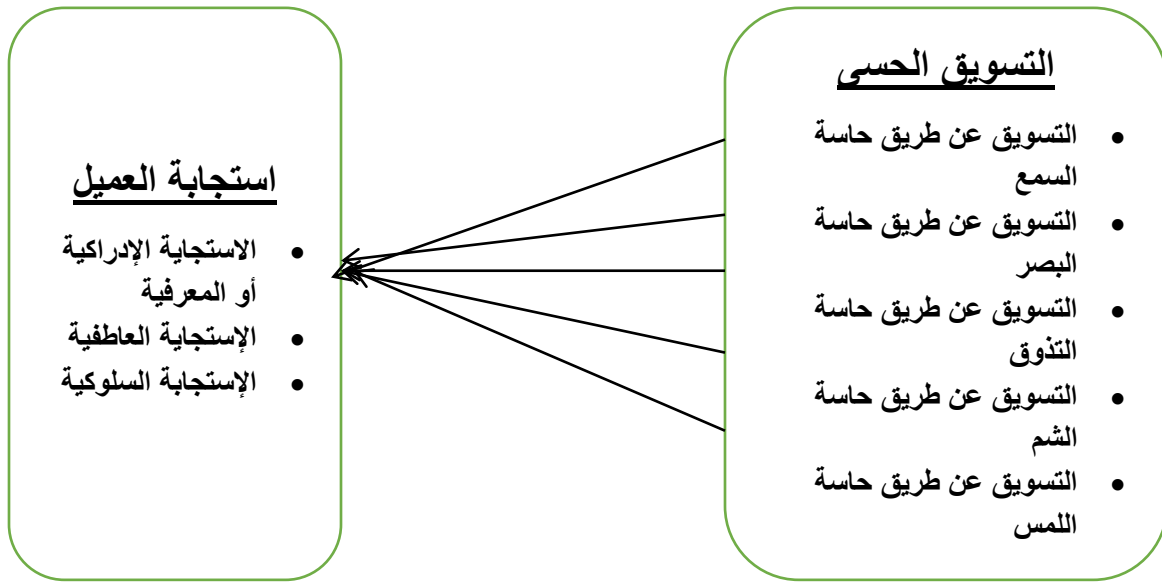 التسويق الحسى
التسويق عن طريق حاسة
السمع
التسويق عن طريق حاسة
البصر
التسويق عن طريق حاسة
التذوق
التسويق عن طريق حاسة
الشم
التسويق عن طريق حاسة
اللمس
استجابة العميل
الاستجابة الإدراكية
أو المعرفية
الإستجابة العاطفية
الإستجابة السلوكية